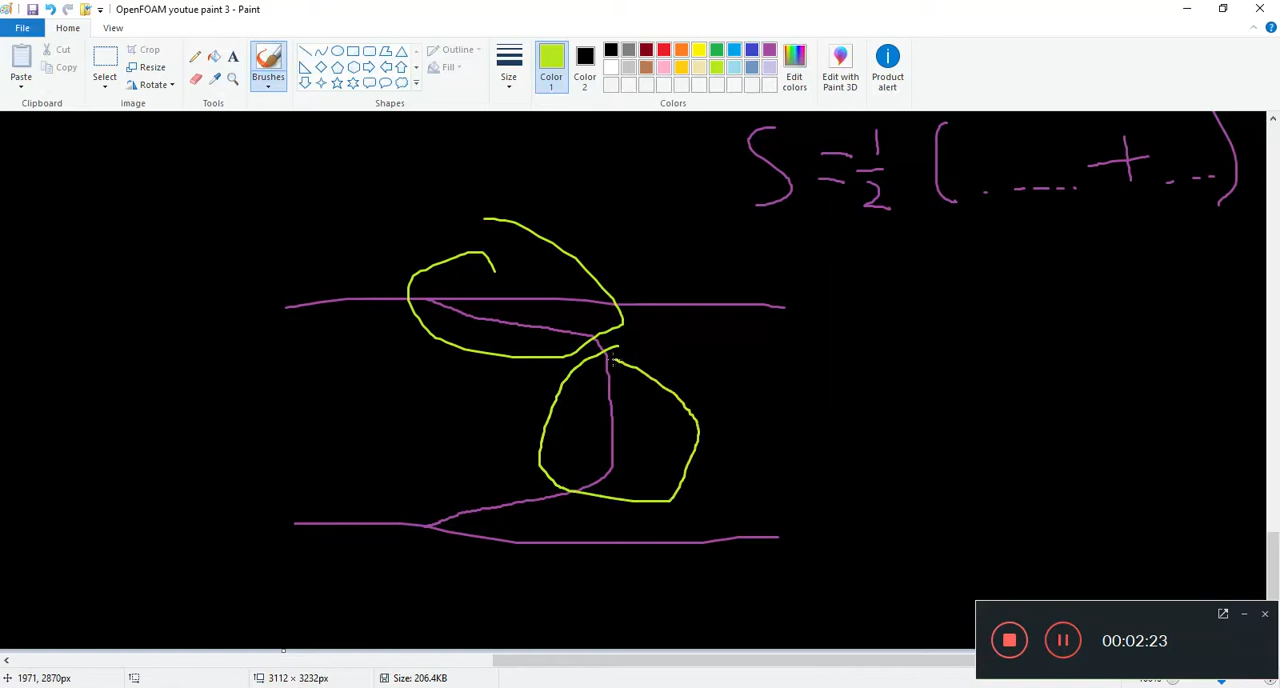 OpenFOAM youtue paint 3 - Paint
File Home View
Paste
Cut
Copy
Clipboard
Select
Crop
Resize
Rotate
Image
A
Tools
Brushes
Outline
Fill
Shapes
Size
Color
1
Color
2
Edit
colors
Colors
Edit with
Paint 3D
Product
alert
S = 1/2 ( . ---- . + . -- )
00:02:23
1971, 2870px
3112 × 3232px
Size: 206.4KB